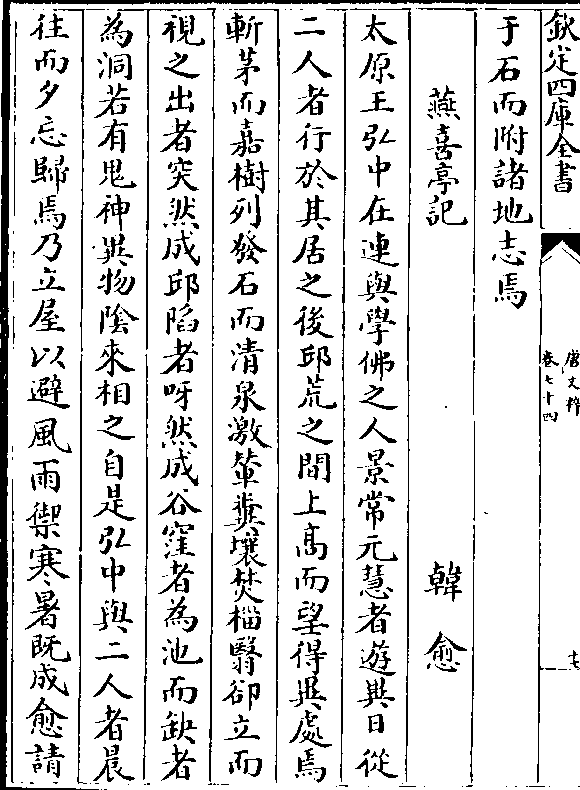 欽定四庫全書
唐文粹
卷七十四
于石而附諸地志焉
燕喜亭記 韓愈
太原王弘中在連與學佛之人景常元慧者遊異日從
二人者行於其居之後邱荒之間上高而望得異處焉
斬茅而嘉樹列發石而清泉激輦糞壤焚榴翳卻立而
視之出者突然成邱陷者呀然成谷窪者為池而缺者
為洞若有鬼神異物陰來相之自是弘中與二人者晨
往而夕忘歸焉乃立屋以避風雨禦寒暑既成愈請